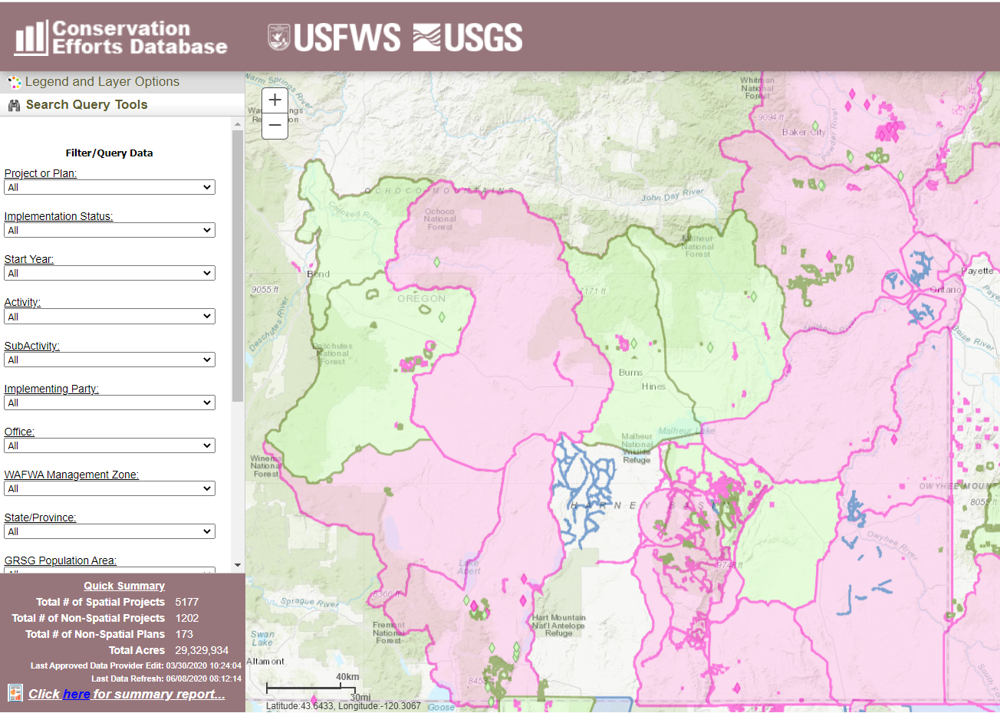 Conservation
Efforts Database
USFWS
USGS
Legend and Layer Options
Search Query Tools
Filter/Query Data
Project or Plan:
All
Implementation Status:
All
Start Year:
All
Activity:
All
SubActivity:
All
Implementing Party:
All
Office:
All
WAFWA Management Zone:
All
State/Province:
All
GRSG Population Area:
Quick Summary
Total # of Spatial Projects 5177
Total # of Non-Spatial Projects 1202
Total # of Non-Spatial Plans 173
Total Acres 29,329,934
Last Approved Data Provider Edit: 03/30/2020 10:24:04
Last Data Refresh: 06/08/2020 08:12:14
Click here for summary report...
+
−
Warm Springs
River
Whitman
National
Forest
9094 ft
Baker City
Powder River
OCHOCO MOUNTAINS
John Day River
Crooked River
Ochoco
National
Forest
Malheur
National
Forest
Bend
9055 ft
OREGON
7171 ft
Payette
Ontario
Deschutes River
Deschutes
National
Forest
Malheur River
Boise River
Burns
Hines
Malheur Lake
Malheur
National
Wildlife
Refuge
Winema
National
Forest
HARNEY BASIN
OWYHEE MOUNT
8055
Owyhee River
Lake
Abert
9748 ft
8366 ft
Sprague River
Fremont
National
Forest
Hart Mountain
Nat'l Antelope
Refuge
Swan
Lake
Altamont
South Fo
40km
30mi
Latitude:43.6433, Longitude:-120.3067
Goose